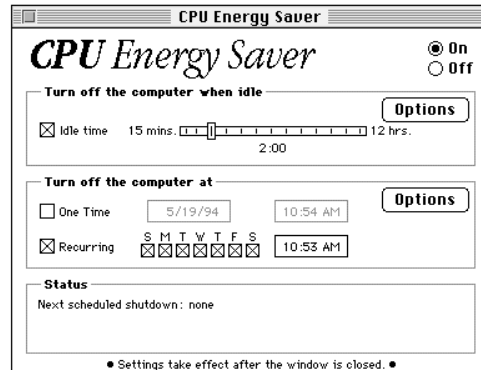 CPU Energy Saver
CPU Energy Saver
On
Off
Turn off the computer when idle
Options
Idle time 15 mins. 12 hrs.
2:00
Turn off the computer at
Options
One Time 5/19/94 10:54 AM
S M T W T F S
Recurring 10:53 AM
Status
Next scheduled shutdown: none
• Settings take effect after the window is closed. •